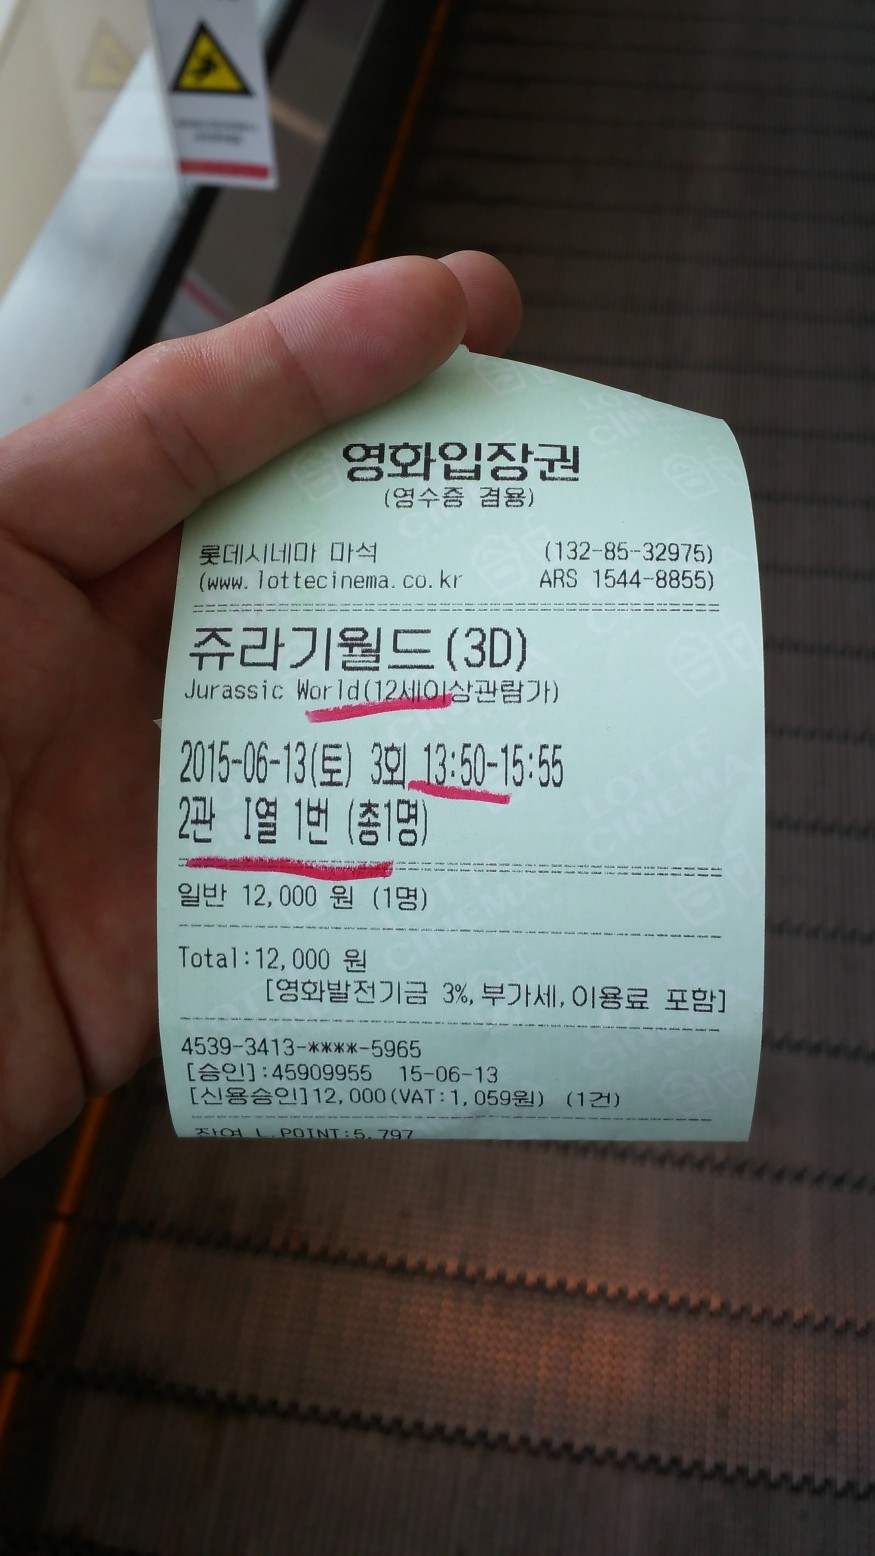 영화입장권
(영수증 겸용)
롯데시네마 마석 (132-85-32975)
(www.lottecinema.co.kr ARS 1544-8855)
쥬라기월드(3D)
Jurassic World(12세이상관람가)
2015-06-13(토) 3회 13:50-15:55
2관 I열 1번 (총1명)
일반 12,000 원 (1명)
Total:12,000 원
[영화발전기금 3%,부가세,이용료 포함]
4539-3413-****-5965
[승인]:45909955 15-06-13
[신용승인]12,000(VAT:1,059원) (1건)
잔여 L.POINT:5,797